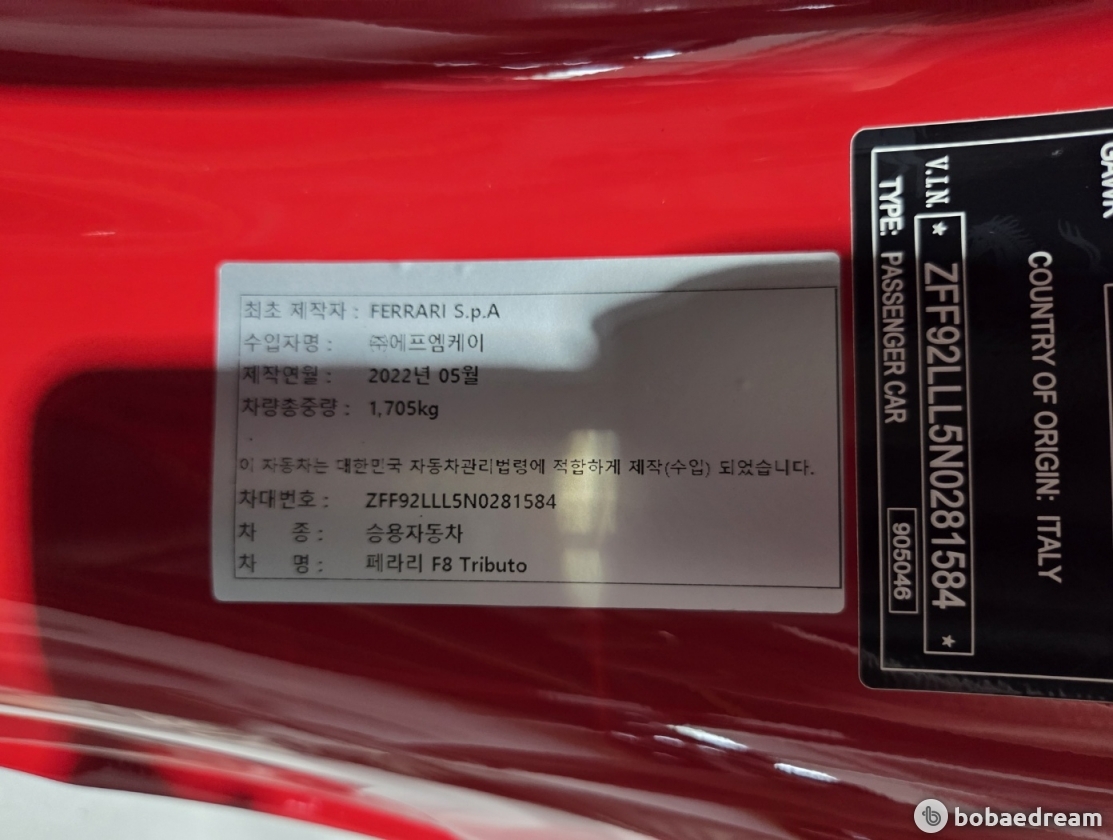 최초 제작자 : FERRARI S.p.A
수입자명 : ㈜에프엠케이
제작연월 : 2022년 05월
차량총중량 : 1,705kg
이 자동차는 대한민국 자동차관리법령에 적합하게 제작(수입) 되었습니다.
차대번호 : ZFF92LLL5N0281584
차 종 : 승용자동차
차 명 : 페라리 F8 Tributo
COUNTRY OF ORIGIN: ITALY
V.I.N. * ZFF92LLL5N0281584 *
TYPE: PASSENGER CAR 905046
bobaedream